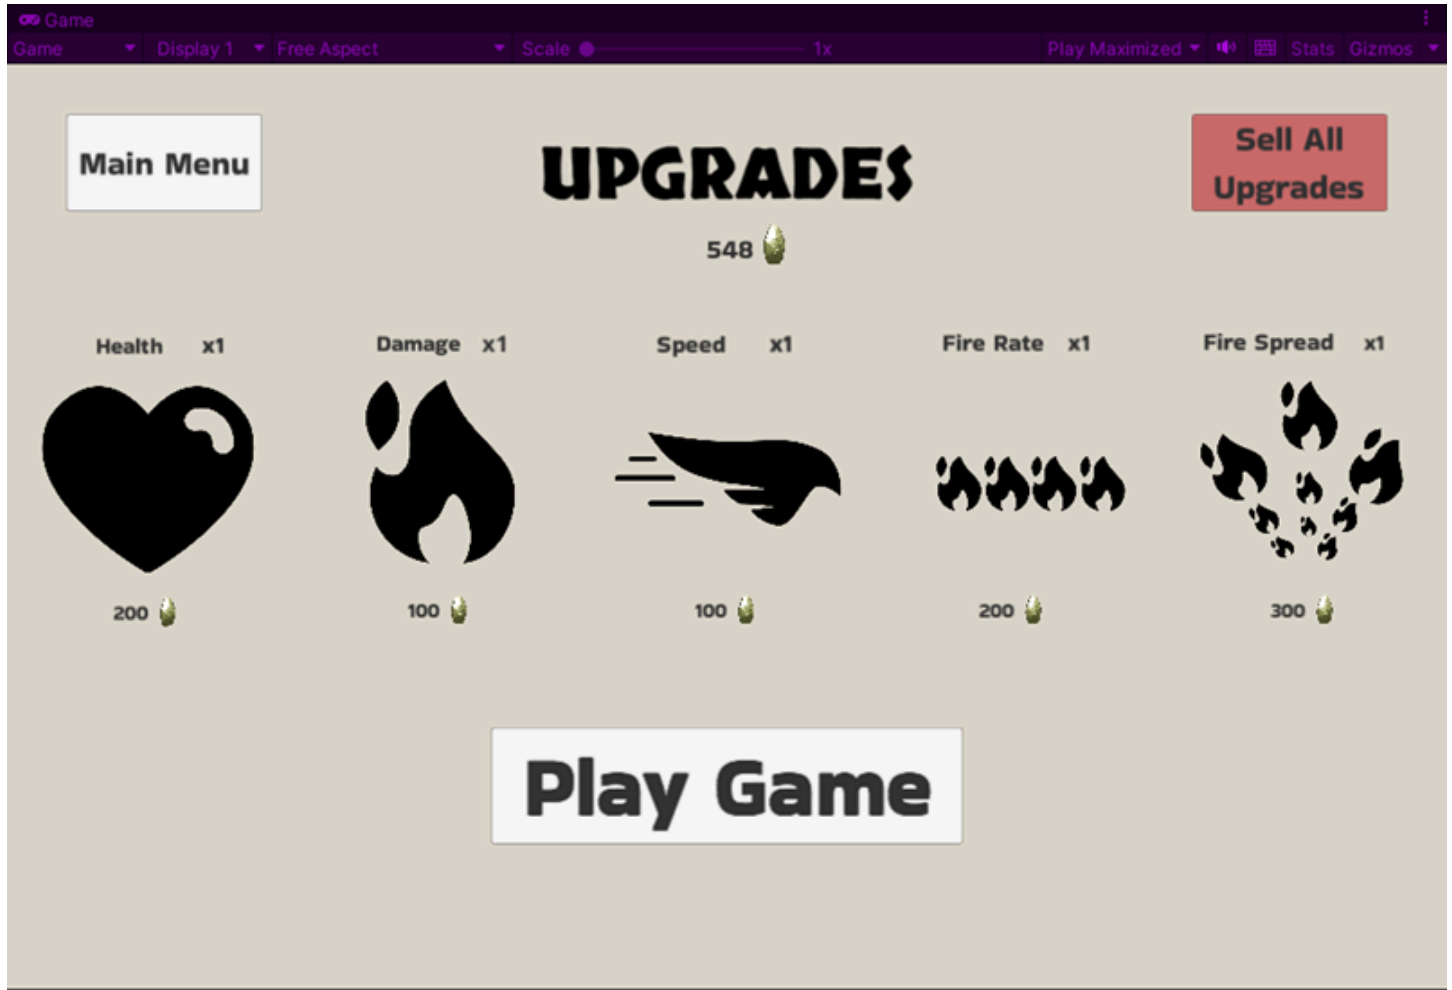 Game
Game Display 1 Free Aspect Scale 1x Play Maximized Stats Gizmos
Main Menu
UPGRADES
Sell All
Upgrades
548
Health x1
Damage x1
Speed x1
Fire Rate x1
Fire Spread x1
200
100
100
200
300
Play Game